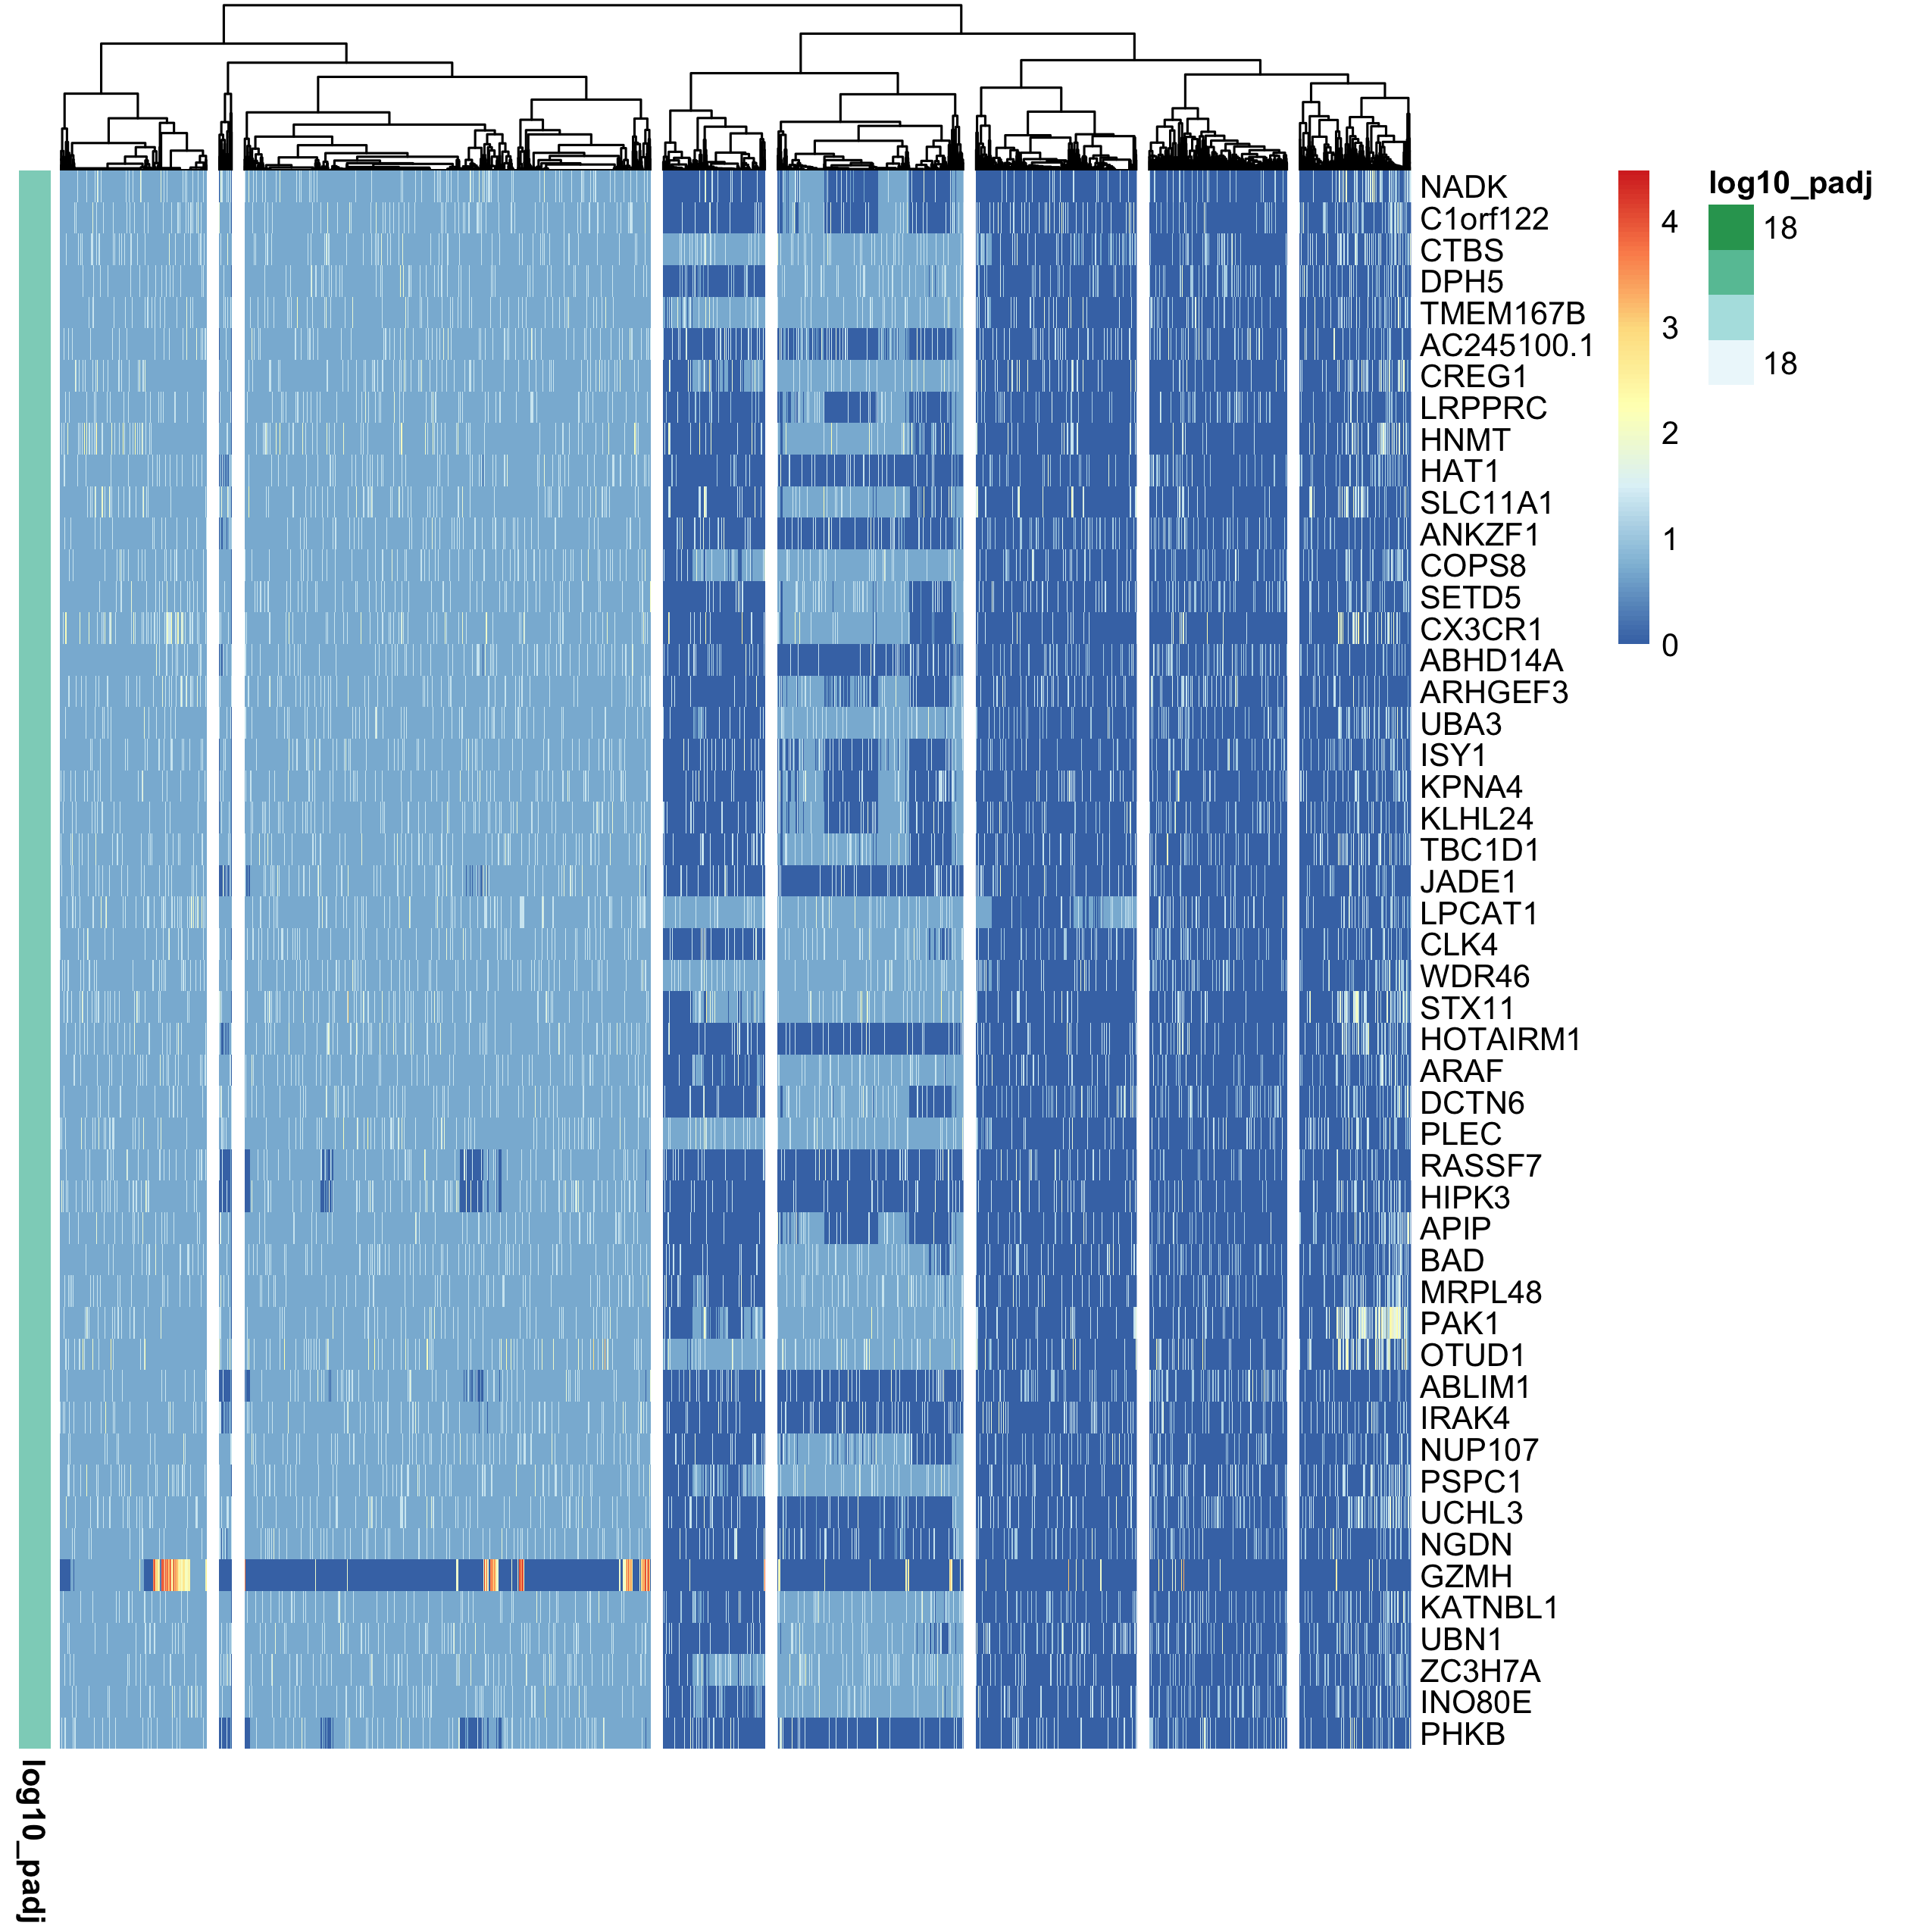 NADK
C1orf122
CTBS
DPH5
TMEM167B
AC245100.1
CREG1
LRPPRC
HNMT
HAT1
SLC11A1
ANKZF1
COPS8
SETD5
CX3CR1
ABHD14A
ARHGEF3
UBA3
ISY1
KPNA4
KLHL24
TBC1D1
JADE1
LPCAT1
CLK4
WDR46
STX11
HOTAIRM1
ARAF
DCTN6
PLEC
RASSF7
HIPK3
APIP
BAD
MRPL48
PAK1
OTUD1
ABLIM1
IRAK4
NUP107
PSPC1
UCHL3
NGDN
GZMH
KATNBL1
UBN1
ZC3H7A
INO80E
PHKB
4
3
2
1
0
log10_padj
18
18
log10_padj